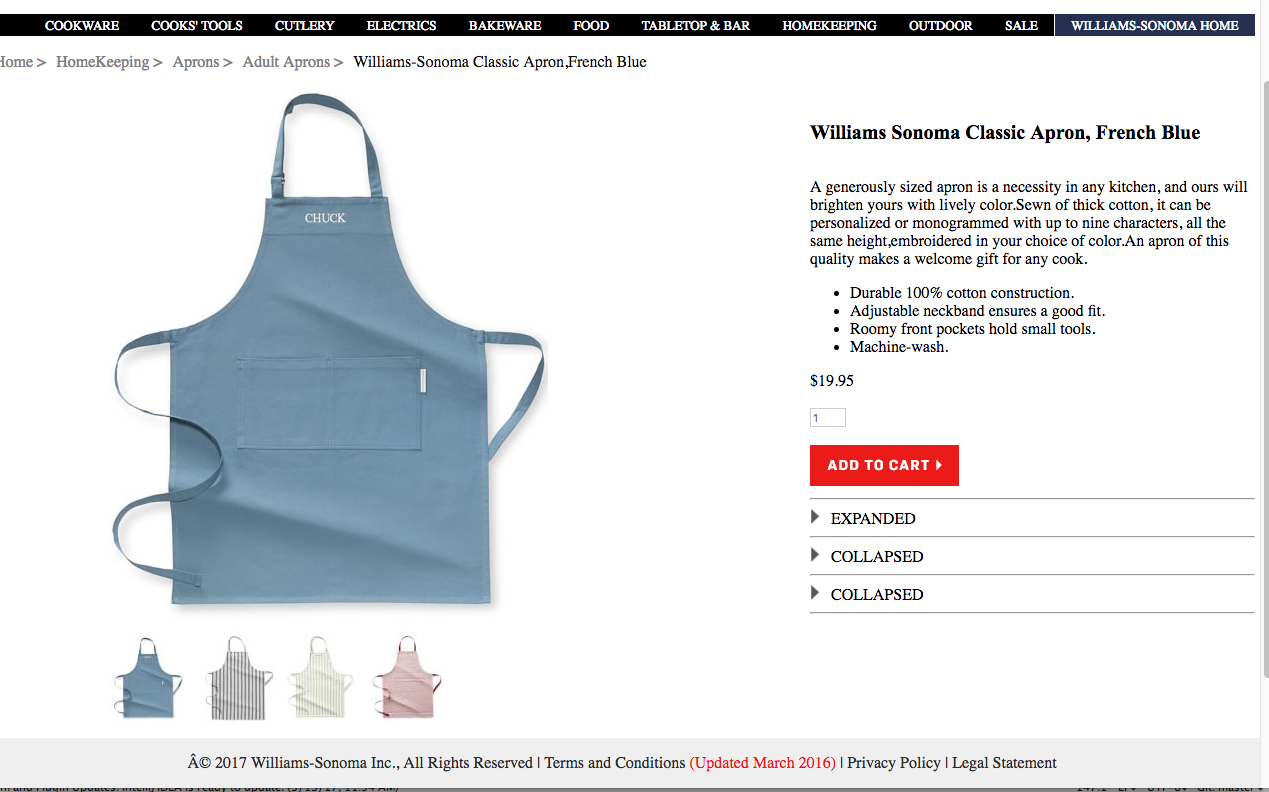 COOKWARE COOKS' TOOLS CUTLERY ELECTRICS BAKEWARE FOOD TABLETOP & BAR HOMEKEEPING OUTDOOR SALE WILLIAMS-SONOMA HOME
Home > HomeKeeping > Aprons > Adult Aprons > Williams-Sonoma Classic Apron,French Blue
CHUCK
Williams Sonoma Classic Apron, French Blue
A generously sized apron is a necessity in any kitchen, and ours will
brighten yours with lively color.Sewn of thick cotton, it can be
personalized or monogrammed with up to nine characters, all the
same height,embroidered in your choice of color.An apron of this
quality makes a welcome gift for any cook.
• Durable 100% cotton construction.
• Adjustable neckband ensures a good fit.
• Roomy front pockets hold small tools.
• Machine-wash.
$19.95
1
ADD TO CART
EXPANDED
COLLAPSED
COLLAPSED
Â© 2017 Williams-Sonoma Inc., All Rights Reserved | Terms and Conditions (Updated March 2016) | Privacy Policy | Legal Statement